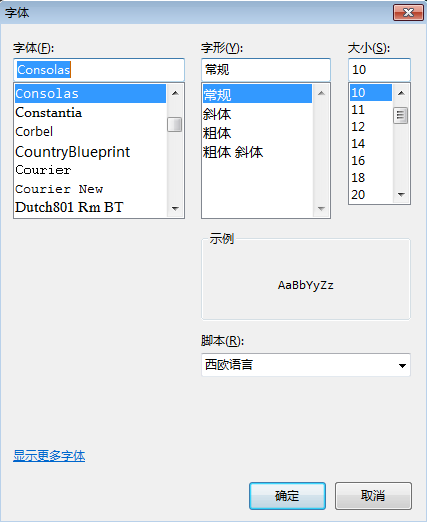 字体
字体(F):
Consolas
Consolas
Constantia
Corbel
CountryBlueprint
Courier
Courier New
Dutch801 Rm BT
字形(Y):
常规
常规
斜体
粗体
粗体 斜体
大小(S):
10
10
11
12
14
16
18
20
示例
AaBbYyZz
脚本(R):
西欧语言
显示更多字体
确定
取消